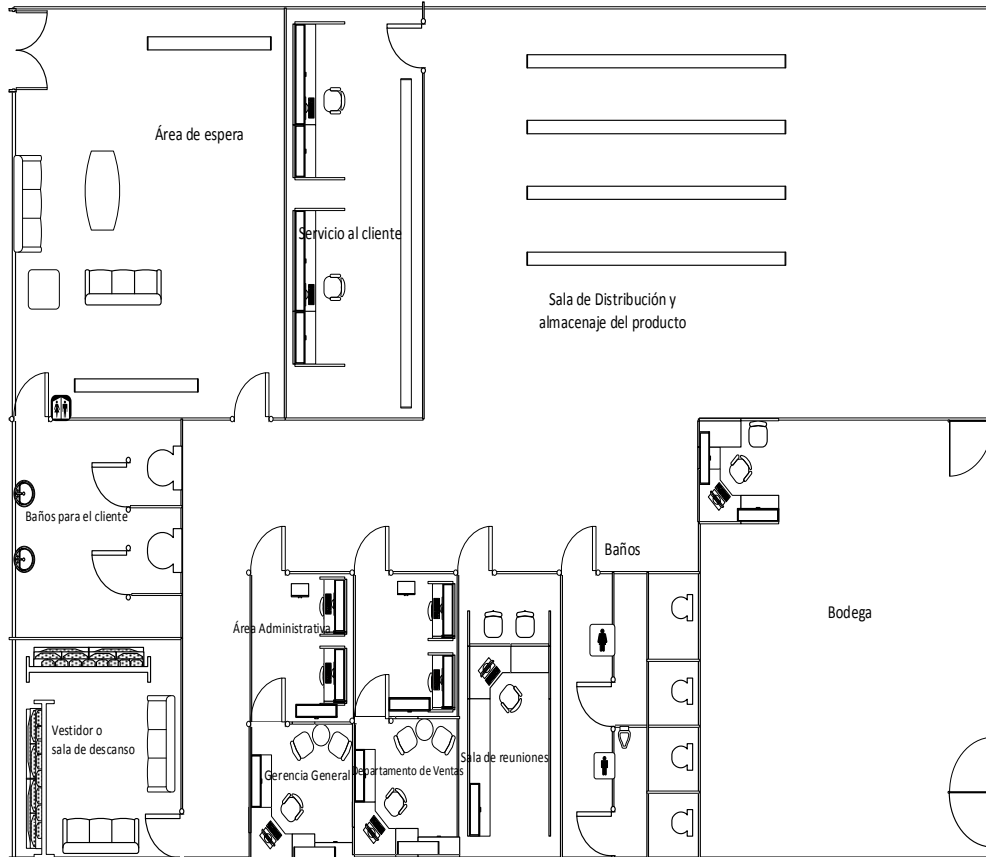 Área de espera
Servicio al cliente
Sala de Distribución y
almacenaje del producto
Baños para el cliente
Baños
Bodega
Área Administrativa
Vestidor o
sala de descanso
Gerencia General
Departamento de Ventas
Sala de reuniones